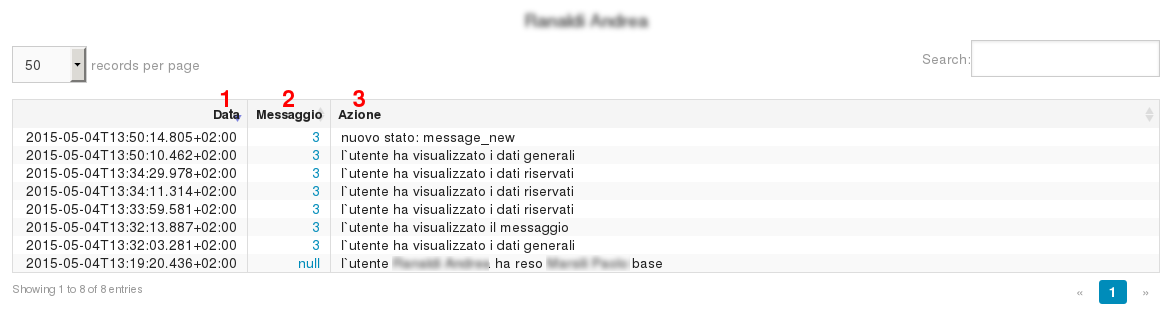 50 records per page Search:
1 2 3
Data Messaggio Azione
2015-05-04T13:50:14.805+02:00 3 nuovo stato: message_new
2015-05-04T13:50:10.462+02:00 3 l`utente ha visualizzato i dati generali
2015-05-04T13:34:29.978+02:00 3 l`utente ha visualizzato i dati riservati
2015-05-04T13:34:11.314+02:00 3 l`utente ha visualizzato i dati riservati
2015-05-04T13:33:59.581+02:00 3 l`utente ha visualizzato i dati riservati
2015-05-04T13:32:13.887+02:00 3 l`utente ha visualizzato il messaggio
2015-05-04T13:32:03.281+02:00 3 l`utente ha visualizzato i dati generali
2015-05-04T13:19:20.436+02:00 null l`utente . ha reso base
Showing 1 to 8 of 8 entries « 1 »